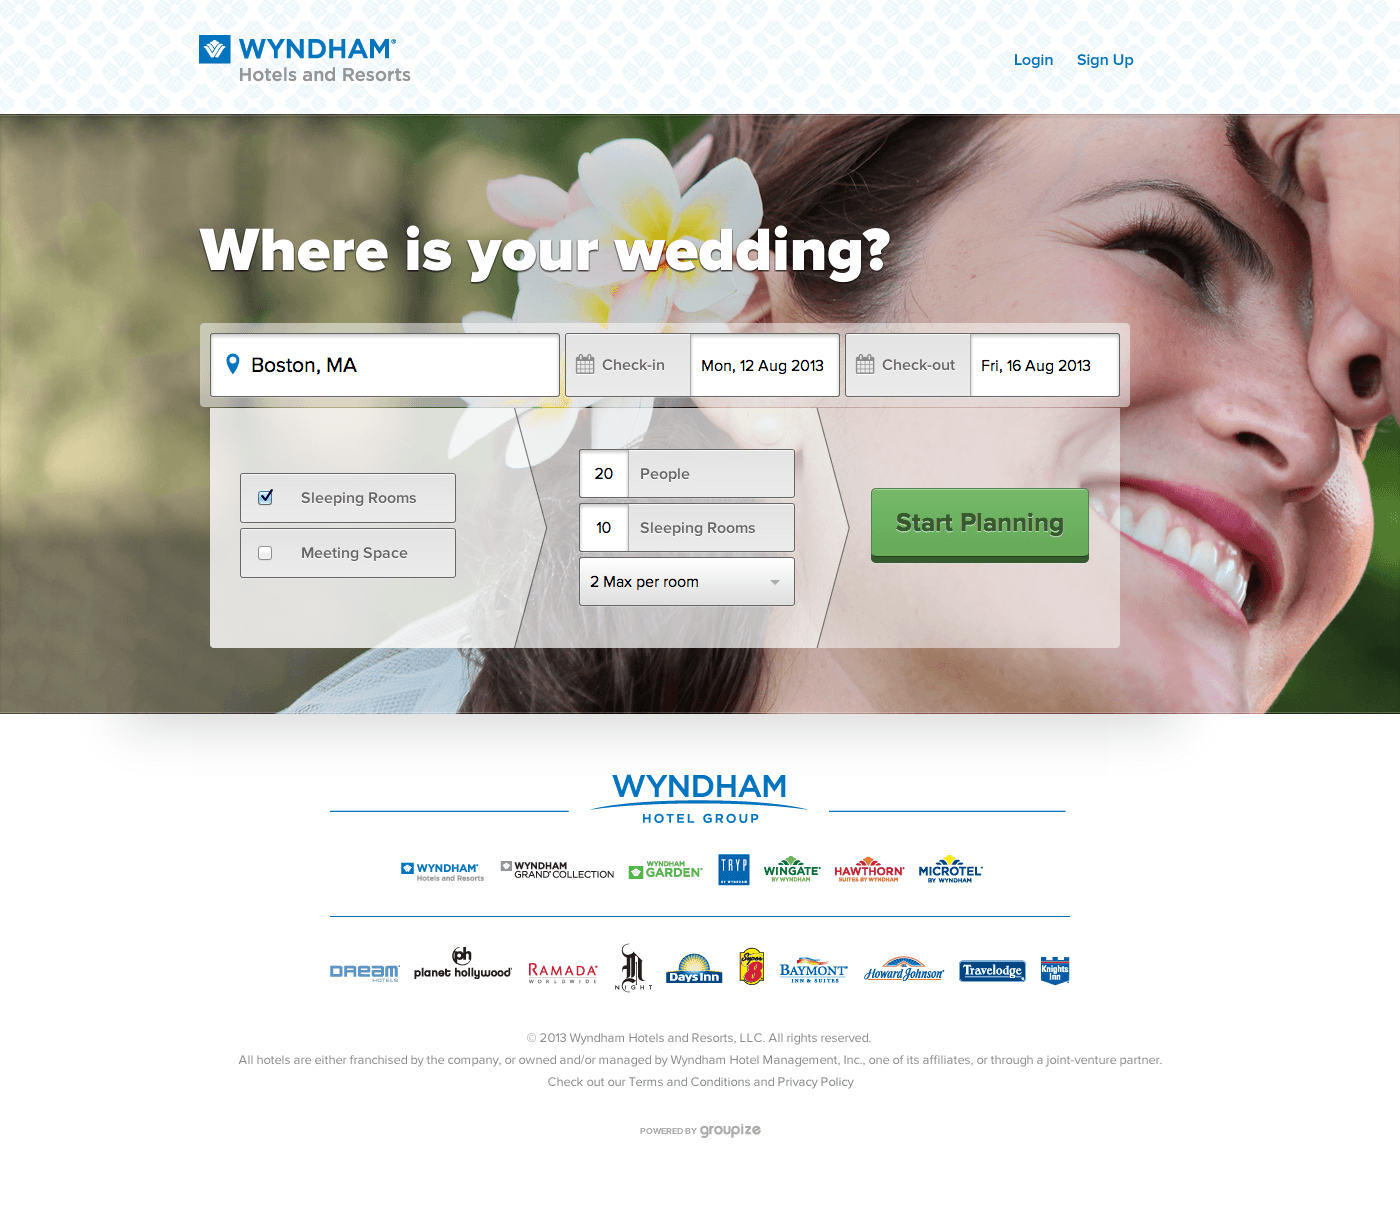 WYNDHAM®
Hotels and Resorts
Login Sign Up
Where is your wedding?
Boston, MA
Check-in Mon, 12 Aug 2013
Check-out Fri, 16 Aug 2013
Sleeping Rooms
Meeting Space
20 People
10 Sleeping Rooms
2 Max per room
Start Planning
WYNDHAM
HOTEL GROUP
WYNDHAM®
Hotels and Resorts
WYNDHAM
GRAND COLLECTION
WYNDHAM
GARDEN®
TRYP
BY WYNDHAM
WINGATE®
BY WYNDHAM
HAWTHORN®
SUITES BY WYNDHAM
MICROTEL®
BY WYNDHAM
DREAM®
HOTELS
ph
planet hollywood®
RAMADA®
WORLDWIDE
N
NIGHT
Days Inn
Super
8
BAYMONT®
INN & SUITES
Howard Johnson®
Travelodge
Knights
Inn
© 2013 Wyndham Hotels and Resorts, LLC. All rights reserved.
All hotels are either franchised by the company, or owned and/or managed by Wyndham Hotel Management, Inc., one of its affiliates, or through a joint-venture partner.
Check out our Terms and Conditions and Privacy Policy
POWERED BY groupize